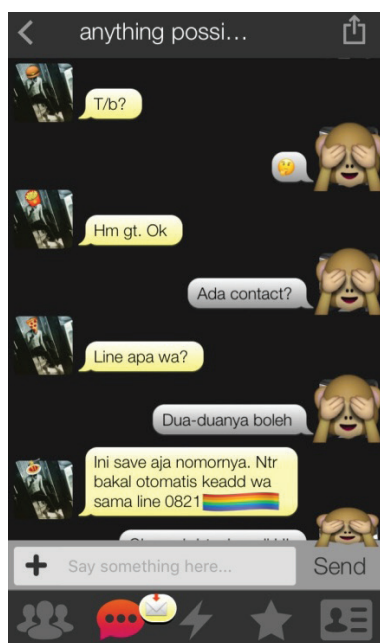 anything possi...
T/b?
🤔
Hm gt. Ok
Ada contact?
Line apa wa?
Dua-duanya boleh
Ini save aja nomornya. Ntr
bakal otomatis keadd wa
sama line 0821
Say something here...
Send